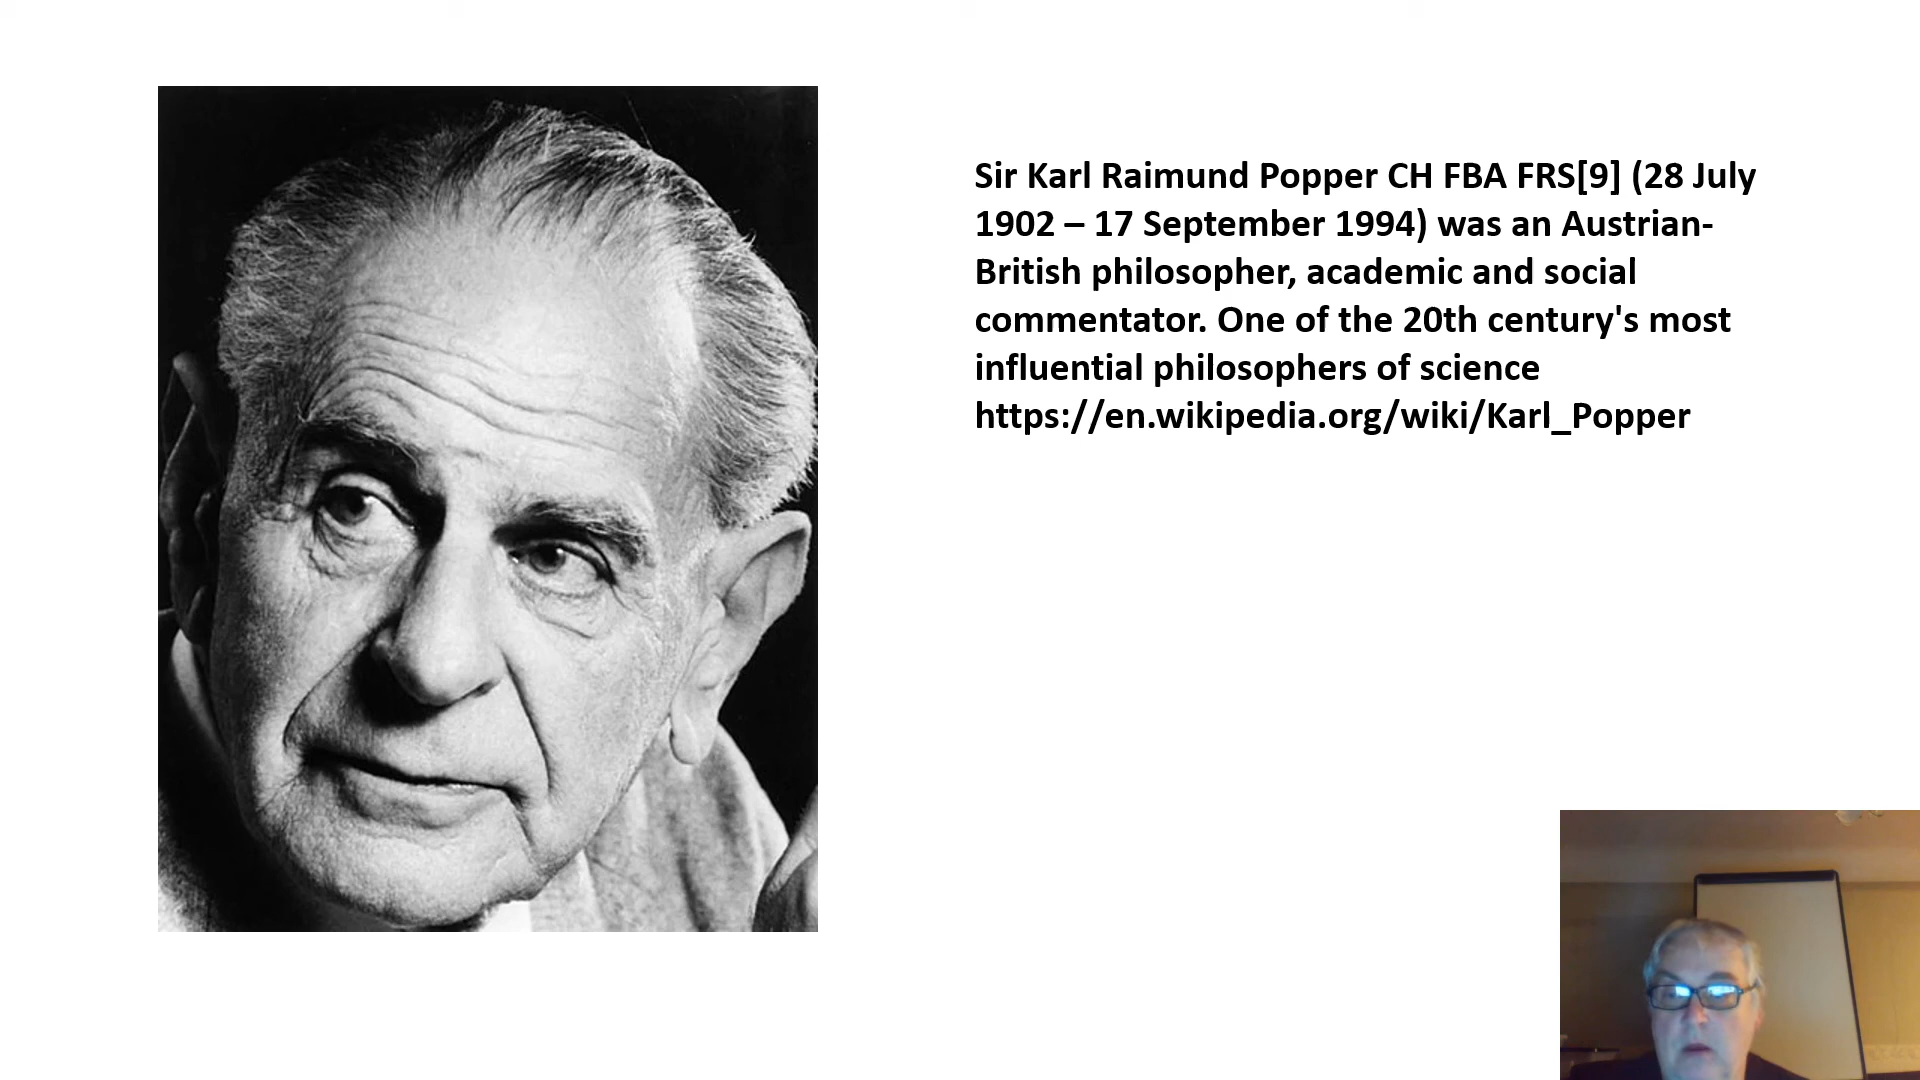 Sir Karl Raimund Popper CH FBA FRS[9] (28 July
1902 – 17 September 1994) was an Austrian-
British philosopher, academic and social
commentator. One of the 20th century's most
influential philosophers of science
https://en.wikipedia.org/wiki/Karl_Popper